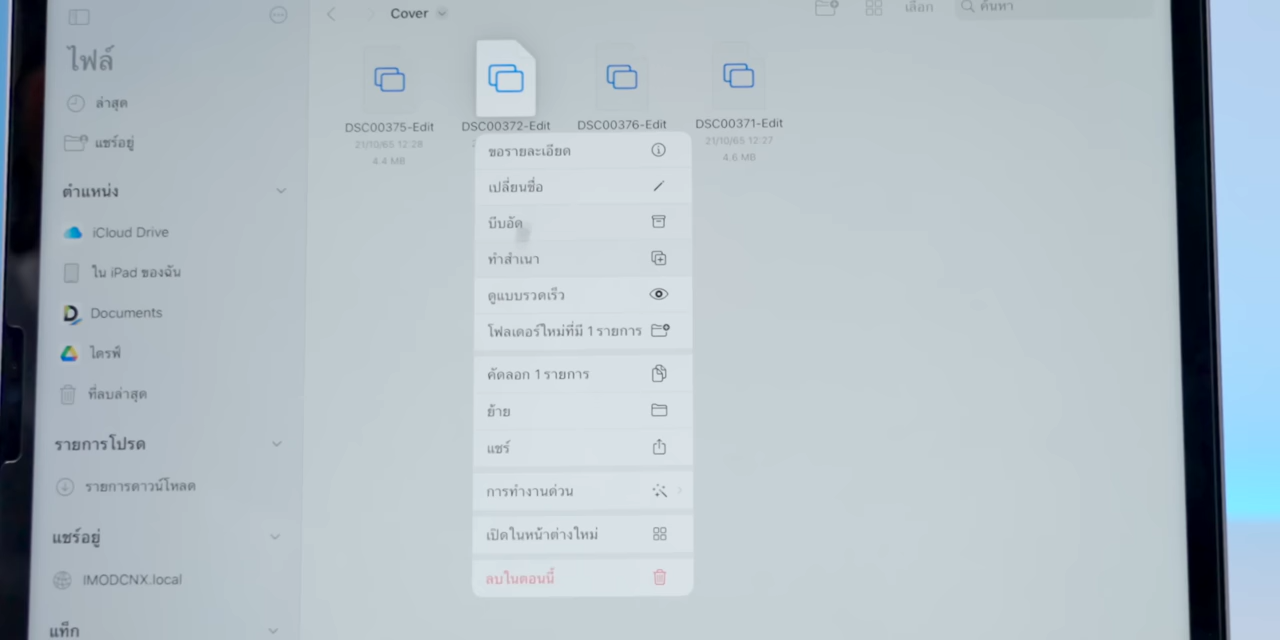 Cover
เลือก
ค้นหา
ไฟล์
ล่าสุด
แชร์อยู่
ตำแหน่ง
iCloud Drive
ใน iPad ของฉัน
Documents
ไดรฟ์
ที่ลบล่าสุด
รายการโปรด
รายการดาวน์โหลด
แชร์อยู่
IMODCNX.local
แท็ก
DSC00375-Edit
21/10/65 12:28
4.4 MB
DSC00372-Edit
DSC00376-Edit
DSC00371-Edit
21/10/65 12:27
4.6 MB
ขอรายละเอียด
เปลี่ยนชื่อ
บีบอัด
ทำสำเนา
ดูแบบรวดเร็ว
โฟลเดอร์ใหม่ที่มี 1 รายการ
คัดลอก 1 รายการ
ย้าย
แชร์
การทำงานด่วน
เปิดในหน้าต่างใหม่
ลบในตอนนี้